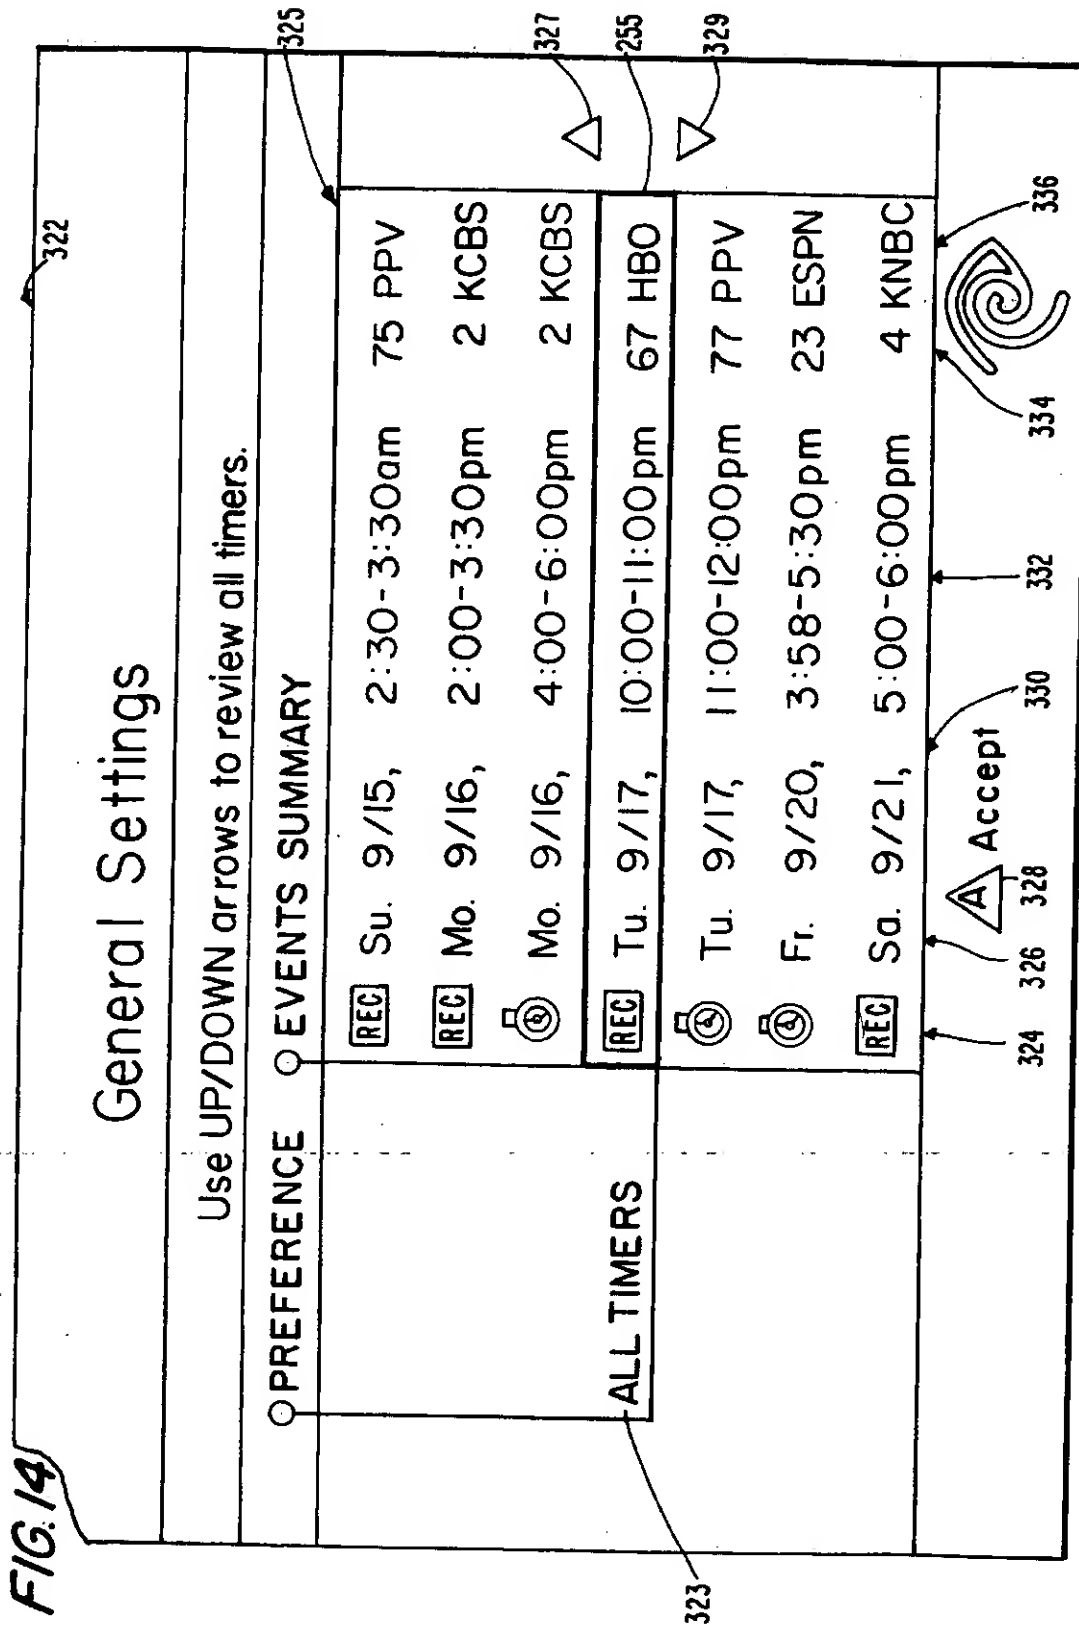 FIG. 14
322
General Settings
Use UP/DOWN arrows to review all timers.
PREFERENCE EVENTS SUMMARY
325
REC Su. 9/15, 2:30-3:30am 75 PPV
REC Mo. 9/16, 2:00-3:30pm 2 KCBS
Mo. 9/16, 4:00-6:00pm 2 KCBS
327
ALL TIMERS REC Tu. 9/17, 10:00-11:00pm 67 HBO
255
323
Tu. 9/17, 11:00-12:00pm 77 PPV
329
Fr. 9/20, 3:58-5:30pm 23 ESPN
REC Sa. 9/21, 5:00-6:00pm 4 KNBC
A Accept
324 326 328 330 332 334 336